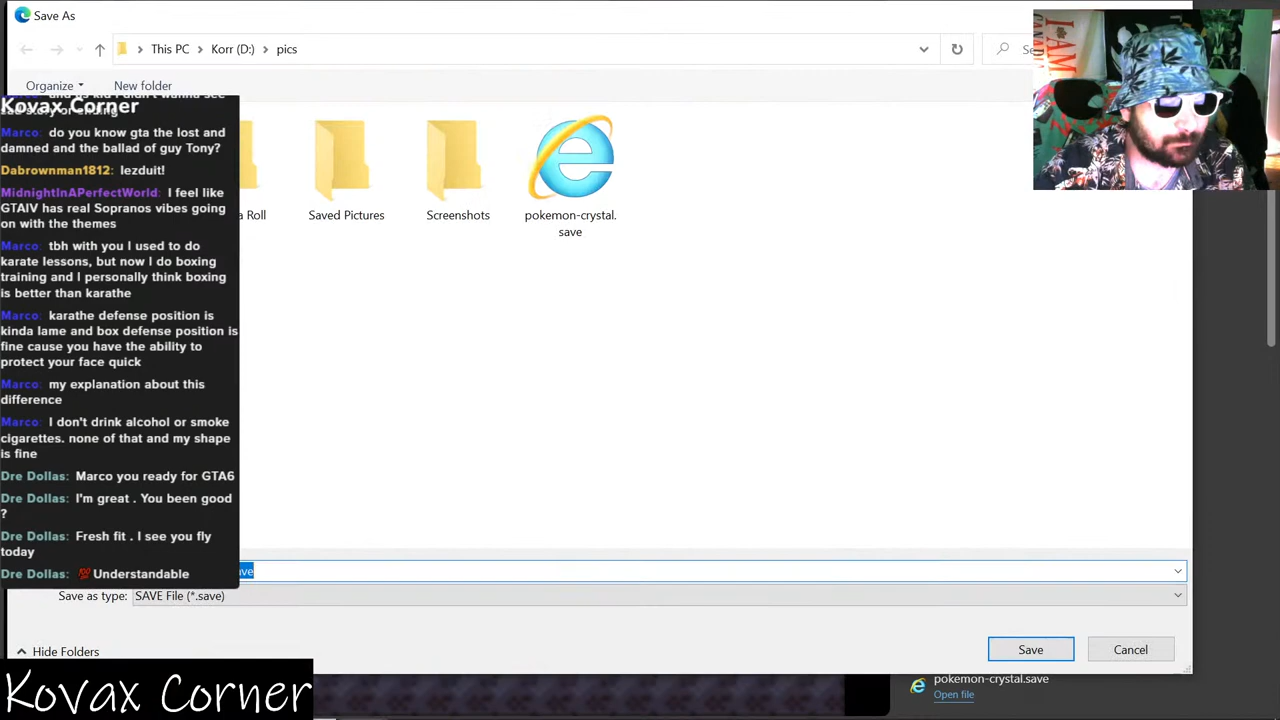 Save As
This PC
Korr (D:)
pics
Organize
New folder
Kovax Corner
Marco: do you know gta the lost and
damned and the ballad of guy Tony?
Dabrownman1812: lezduit!
MidnightInAPerfectWorld: I feel like
GTAIV has real Sopranos vibes going
on with the themes
Marco: tbh with you I used to do
karate lessons, but now I do boxing
training and I personally think boxing
is better than karathe
Marco: karathe defense position is
kinda lame and box defense position is
fine cause you have the ability to
protect your face quick
Marco: my explanation about this
difference
Marco: I don't drink alcohol or smoke
cigarettes. none of that and my shape
is fine
Dre Dollas: Marco you ready for GTA6
Dre Dollas: I'm great . You been good
?
Dre Dollas: Fresh fit . I see you fly
today
Dre Dollas: 💯Understandable
a Roll
Saved Pictures
Screenshots
pokemon-crystal.
save
I AM
Save as type: SAVE File (*.save)
Hide Folders
Save
Cancel
Kovax Corner
pokemon-crystal.save
Open file